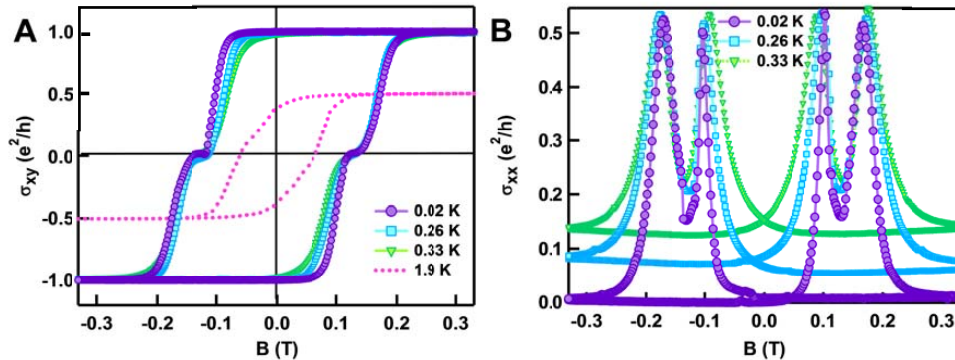 A
σxy (e²/h)
1.0
0.5
0.0
-0.5
-1.0
0.02 K
0.26 K
0.33 K
1.9 K
-0.3 -0.2 -0.1 0.0 0.1 0.2 0.3
B (T)
B
σxx (e²/h)
0.5
0.4
0.3
0.2
0.1
0.0
0.02 K
0.26 K
0.33 K
-0.3 -0.2 -0.1 0.0 0.1 0.2 0.3
B (T)